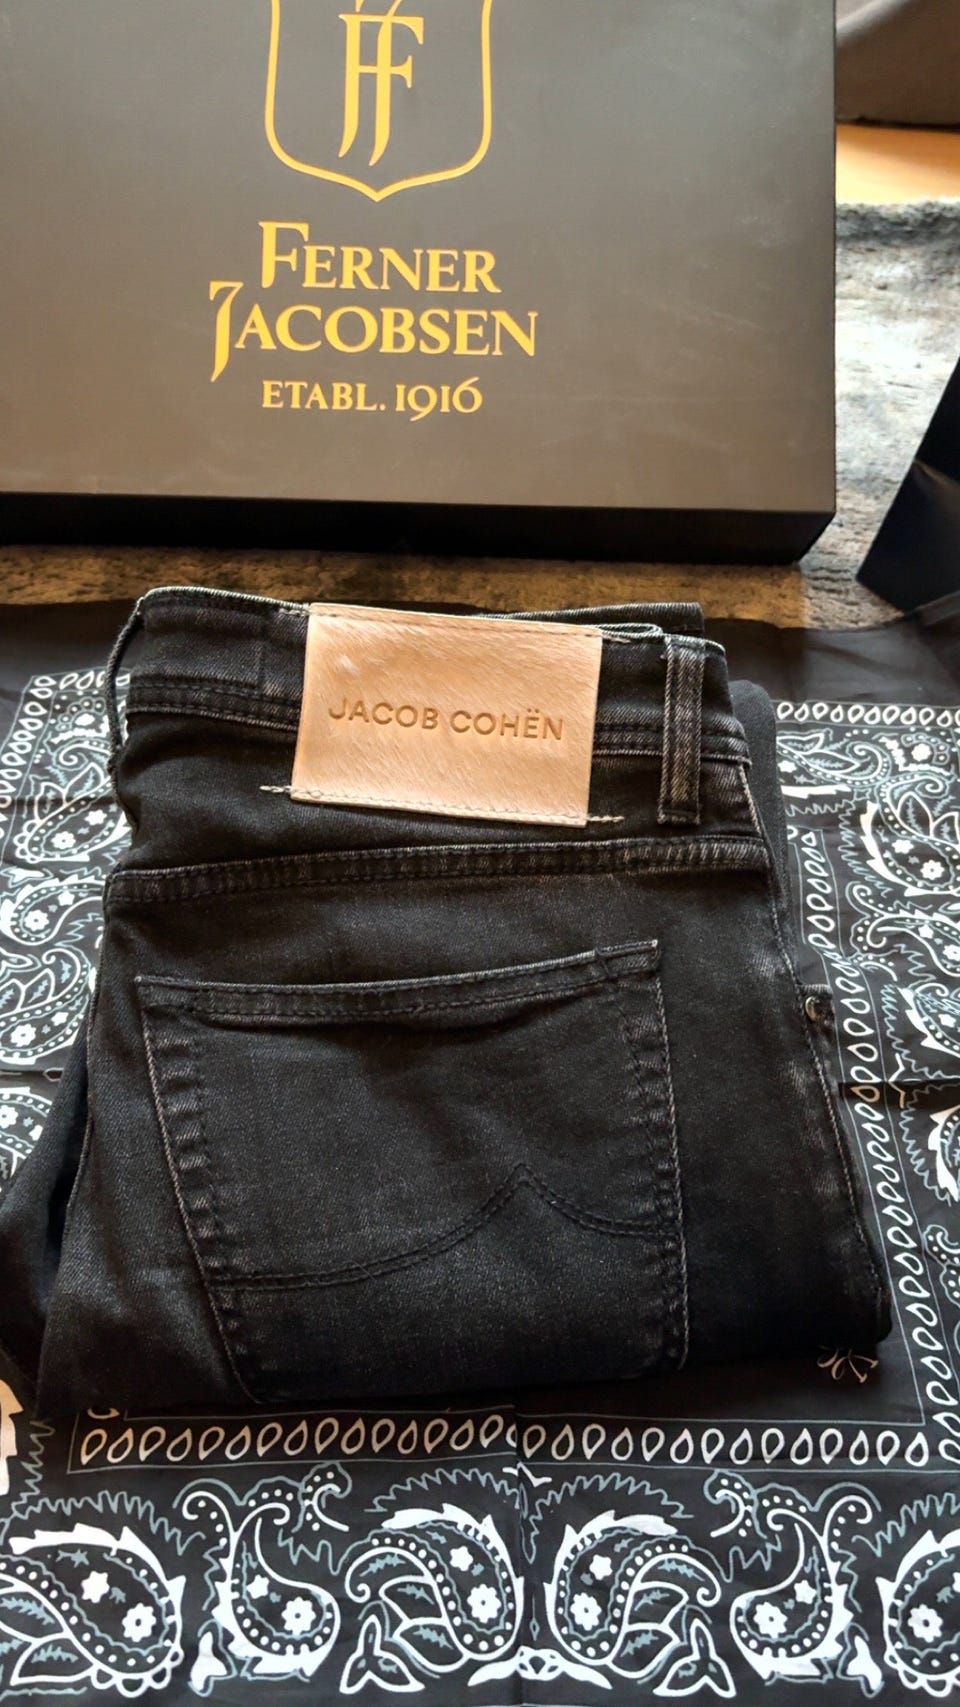 FERNER
JACOBSEN
ETABL. 1916
JACOB COHËN